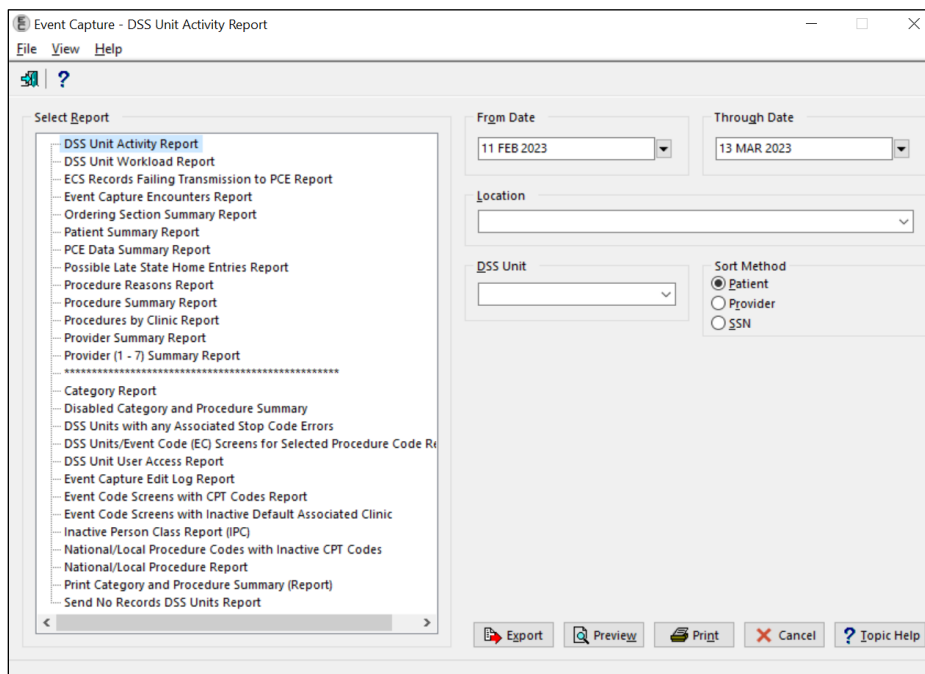 Event Capture - DSS Unit Activity Report
File View Help
Select Report
DSS Unit Activity Report
DSS Unit Workload Report
ECS Records Failing Transmission to PCE Report
Event Capture Encounters Report
Ordering Section Summary Report
Patient Summary Report
PCE Data Summary Report
Possible Late State Home Entries Report
Procedure Reasons Report
Procedure Summary Report
Procedures by Clinic Report
Provider Summary Report
Provider (1 - 7) Summary Report
**************************************************
Category Report
Disabled Category and Procedure Summary
DSS Units with any Associated Stop Code Errors
DSS Units/Event Code (EC) Screens for Selected Procedure Code Re
DSS Unit User Access Report
Event Capture Edit Log Report
Event Code Screens with CPT Codes Report
Event Code Screens with Inactive Default Associated Clinic
Inactive Person Class Report (IPC)
National/Local Procedure Codes with Inactive CPT Codes
National/Local Procedure Report
Print Category and Procedure Summary (Report)
Send No Records DSS Units Report
From Date
11 FEB 2023
Through Date
13 MAR 2023
Location
DSS Unit
Sort Method
Patient
Provider
SSN
Export Preview Print Cancel ? Topic Help